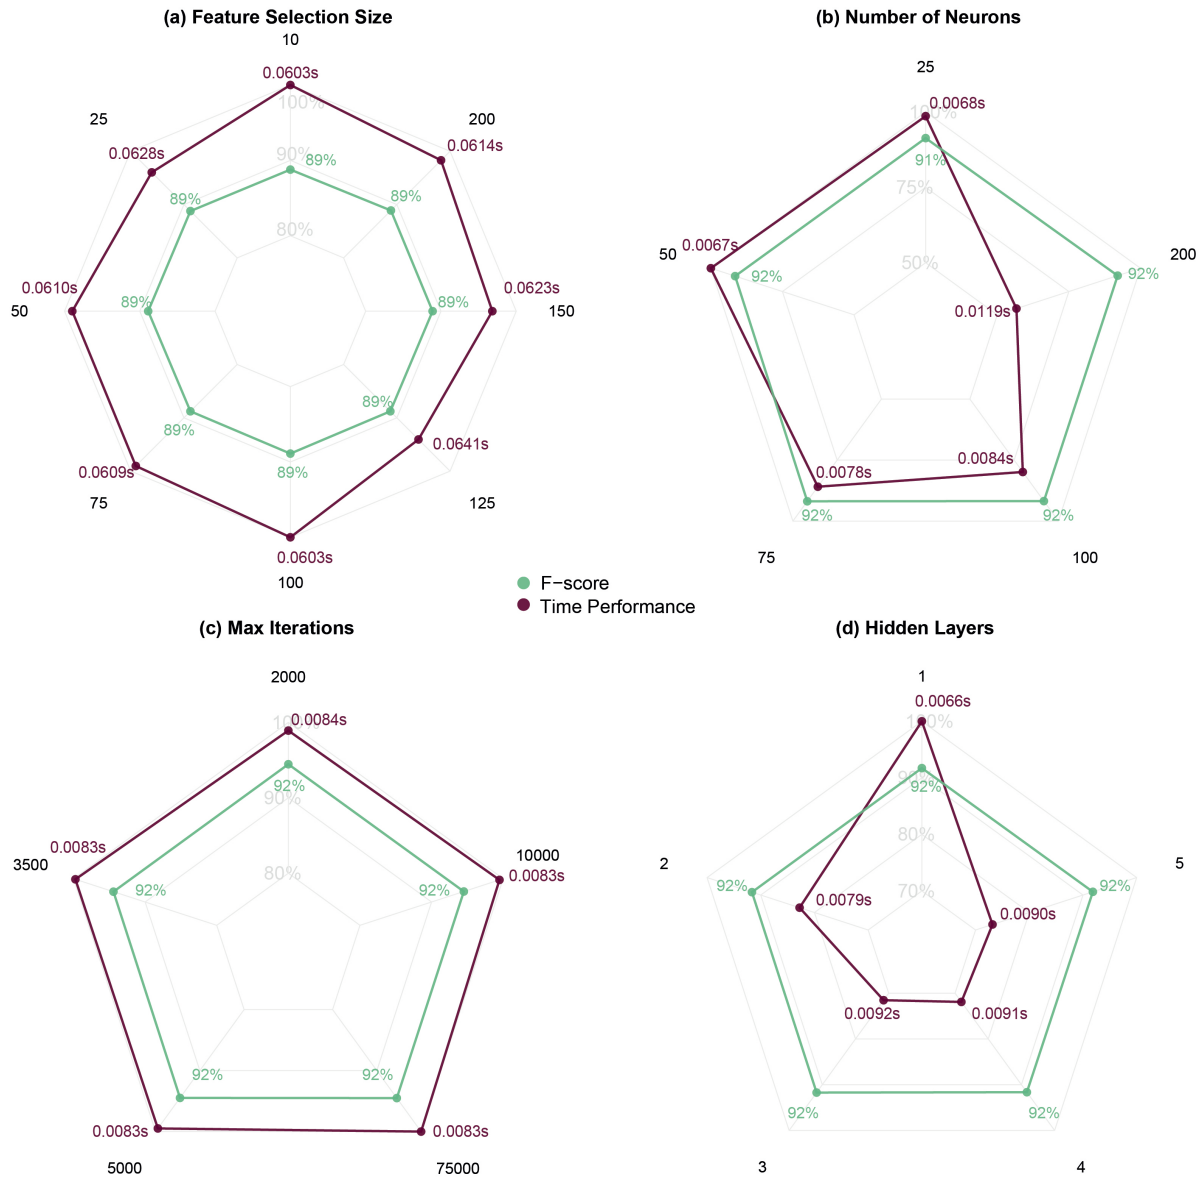 (a) Feature Selection Size
10
0.0603s
100%
25
200
0.0628s
0.0614s
90%
89%
89%
89%
80%
50
0.0610s
89%
89%
0.0623s
150
89%
89%
0.0641s
0.0609s
89%
75
125
0.0603s
100
(b) Number of Neurons
25
0.0068s
100%
91%
75%
50
0.0067s
50%
200
92%
92%
0.0119s
0.0078s
0.0084s
92%
92%
75
100
F−score
Time Performance
(c) Max Iterations
2000
0.0084s
100%
92%
90%
0.0083s
3500
10000
0.0083s
80%
92%
92%
92%
92%
0.0083s
0.0083s
5000
75000
(d) Hidden Layers
1
0.0066s
100%
90%
92%
80%
2
5
92%
92%
70%
0.0079s
0.0090s
0.0092s
0.0091s
92%
92%
3
4